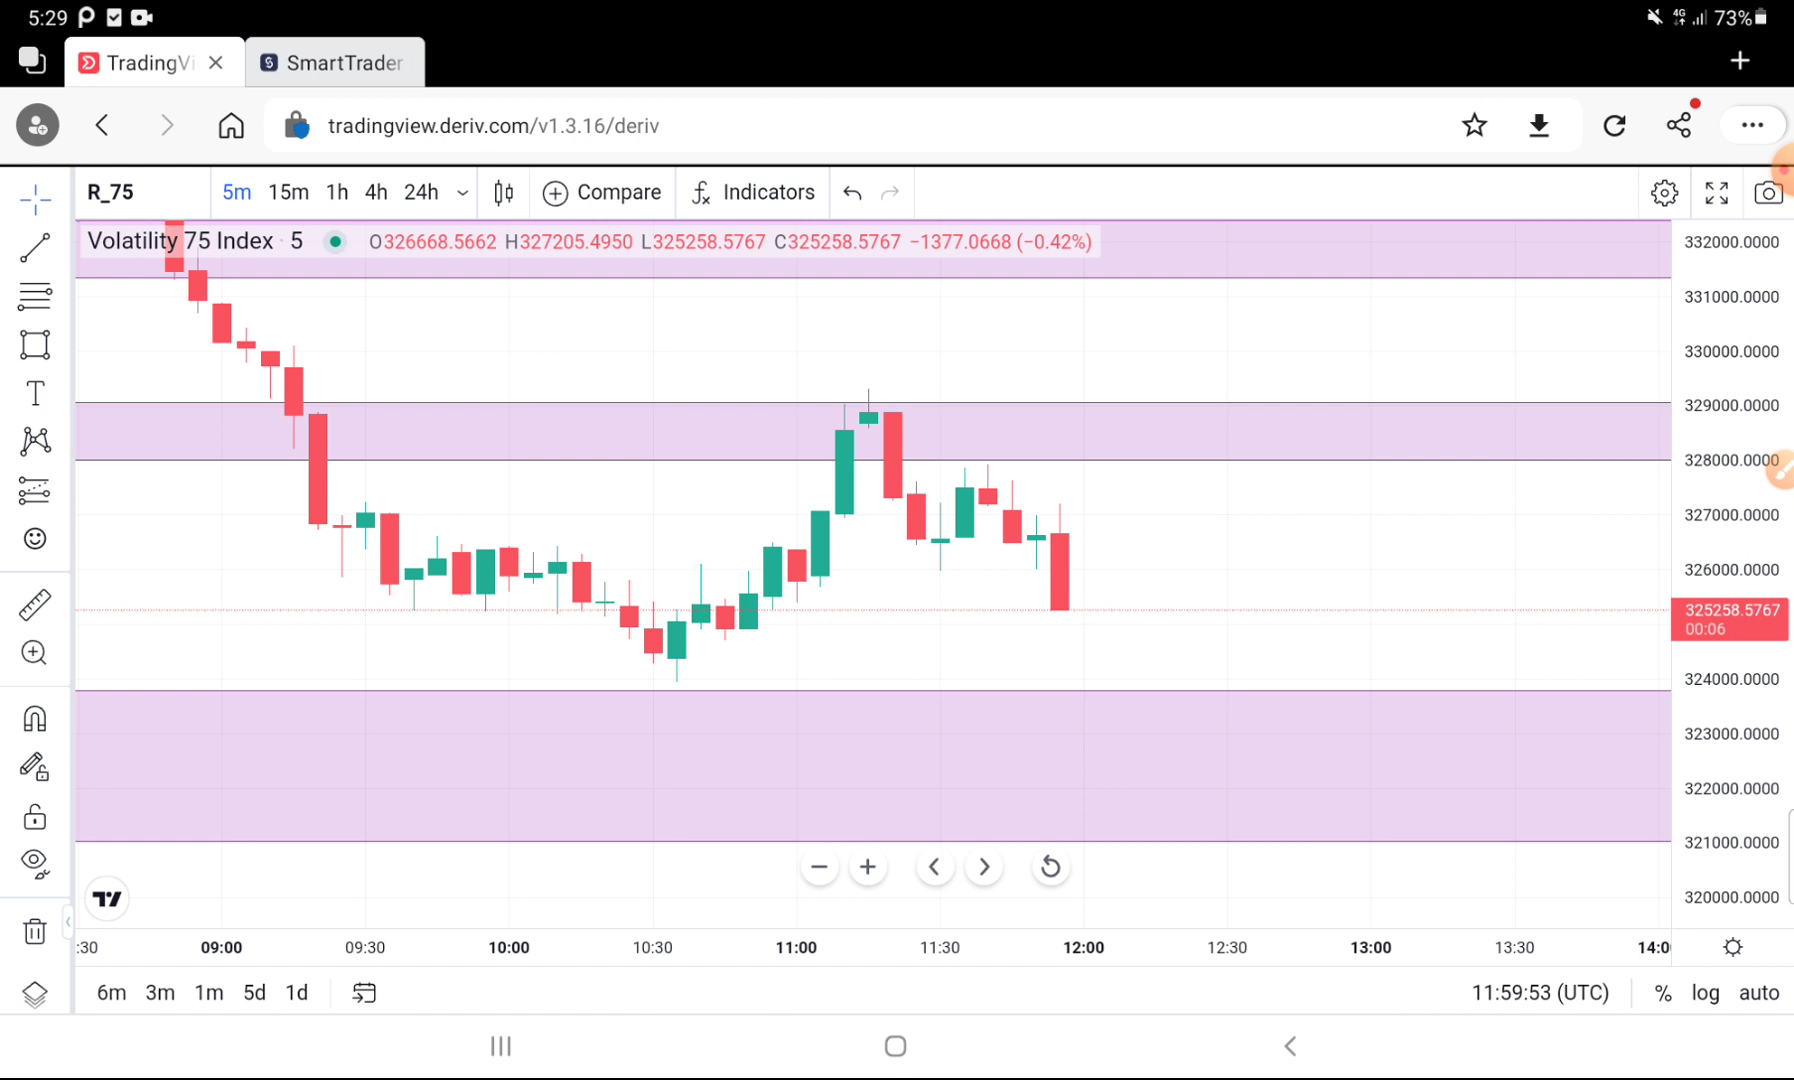 5:29
4G 73%
TradingVi
SmartTrader
tradingview.deriv.com/v1.3.16/deriv
R_75 5m 15m 1h 4h 24h Compare Indicators
Volatility 75 Index · 5 O326668.5662 H327205.4950 L325258.5767 C325258.5767 −1377.0668 (−0.42%)
332000.0000
331000.0000
330000.0000
329000.0000
328000.0000
327000.0000
326000.0000
325258.5767
00:06
324000.0000
323000.0000
322000.0000
321000.0000
320000.0000
:30 09:00 09:30 10:00 10:30 11:00 11:30 12:00 12:30 13:00 13:30 14:0
6m 3m 1m 5d 1d 11:59:53 (UTC) % log auto